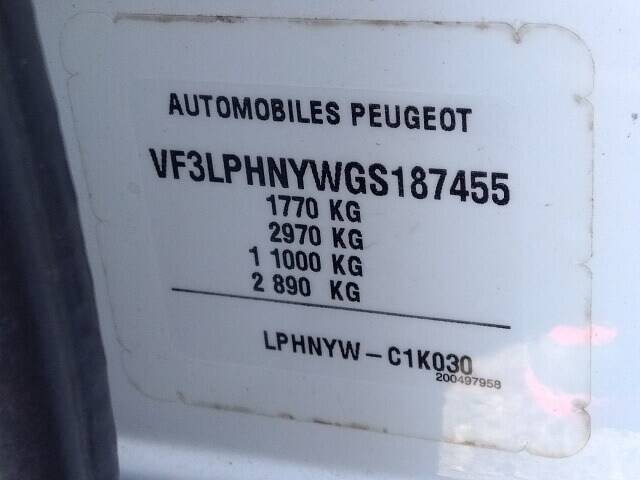 AUTOMOBILES PEUGEOT
VF3LPHNYWGS187455
1770 KG
2970 KG
1 1000 KG
2 890 KG
LPHNYW-C1K030
200497958